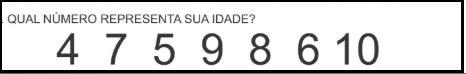 . QUAL NÚMERO REPRESENTA SUA IDADE?
4 7 5 9 8 6 10